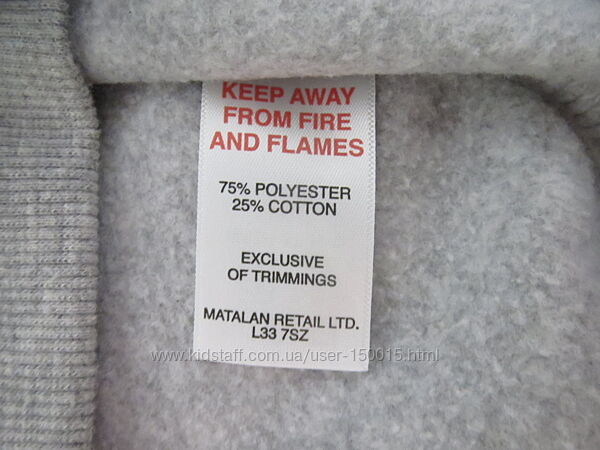 KEEP AWAY
FROM FIRE
AND FLAMES
75% POLYESTER
25% COTTON
EXCLUSIVE
OF TRIMMINGS
MATALAN RETAIL LTD.
L33 7SZ
www.kidstaff.com.ua/user-150015.html